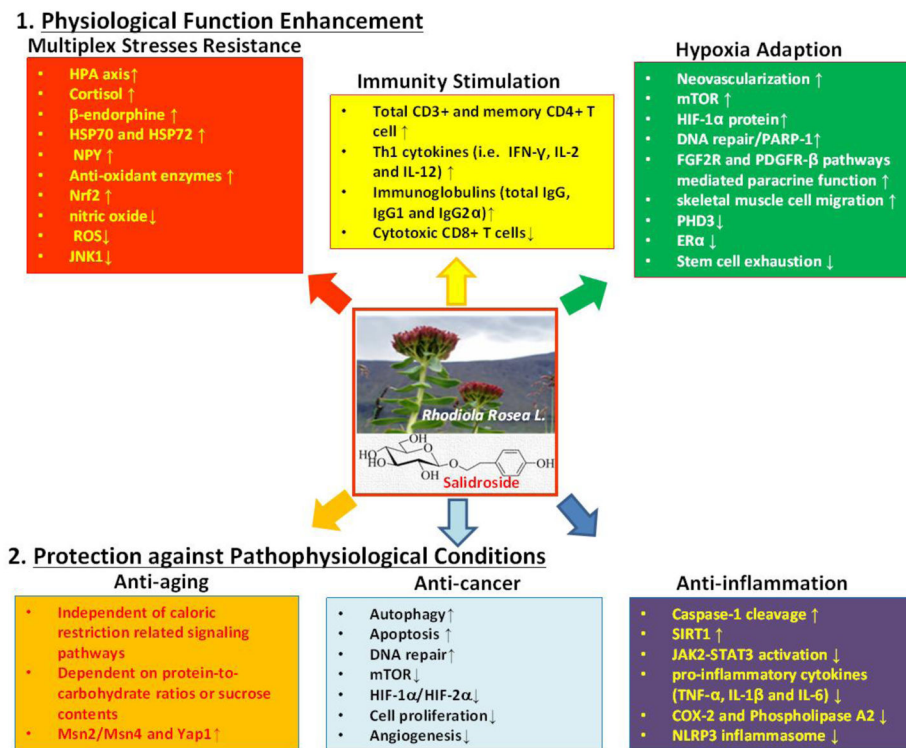 1. Physiological Function Enhancement
Multiplex Stresses Resistance
▪ HPA axis↑
▪ Cortisol ↑
▪ β-endorphine ↑
▪ HSP70 and HSP72 ↑
▪ NPY ↑
▪ Anti-oxidant enzymes ↑
▪ Nrf2 ↑
▪ nitric oxide↓
▪ ROS↓
▪ JNK1↓
Immunity Stimulation
• Total CD3+ and memory CD4+ T
cell ↑
• Th1 cytokines (i.e. IFN-γ, IL-2
and IL-12) ↑
• Immunoglobulins (total IgG,
IgG1 and IgG2α)↑
• Cytotoxic CD8+ T cells↓
Hypoxia Adaption
▪ Neovascularization ↑
▪ mTOR ↑
▪ HIF-1α protein↑
▪ DNA repair/PARP-1↑
▪ FGF2R and PDGFR-β pathways
mediated paracrine function ↑
▪ skeletal muscle cell migration ↑
▪ PHD3↓
▪ ERα ↓
▪ Stem cell exhaustion ↓
Rhodiola Rosea L.
OH
HO
HO
O
O
OH
OH
Salidroside
2. Protection against Pathophysiological Conditions
Anti-aging
• Independent of caloric
restriction related signaling
pathways
• Dependent on protein-to-
carbohydrate ratios or sucrose
contents
• Msn2/Msn4 and Yap1↑
Anti-cancer
• Autophagy↑
• Apoptosis ↑
• DNA repair↑
• mTOR↓
• HIF-1α/HIF-2α↓
• Cell proliferation↓
• Angiogenesis↓
Anti-inflammation
• Caspase-1 cleavage ↑
• SIRT1 ↑
• JAK2-STAT3 activation ↓
• pro-inflammatory cytokines
(TNF-α, IL-1β and IL-6) ↓
• COX-2 and Phospholipase A2 ↓
• NLRP3 inflammasome ↓